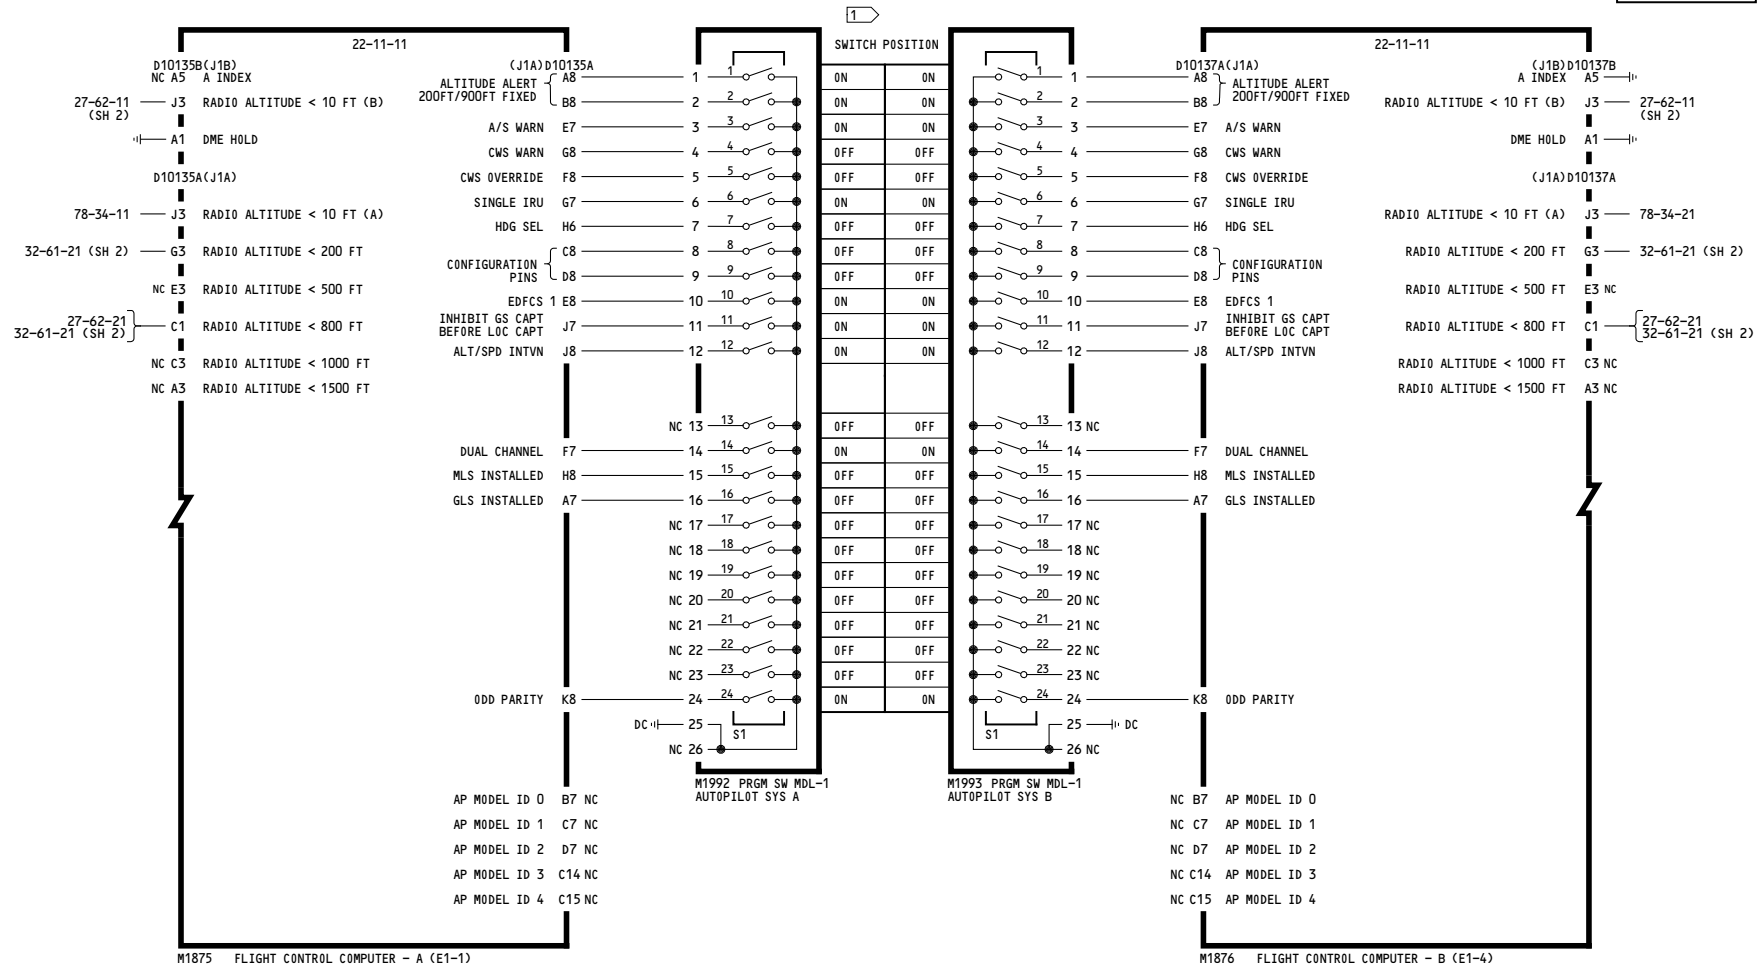 1
22-11-11
SWITCH POSITION
22-11-11
D10135B(J1B)
(J1A)D10135A
D10137A(J1A)
(J1B)D10137B
NC A5 A INDEX
ALTITUDE ALERT
200FT/900FT FIXED
A8 1 1 ON ON 1 1 A8
ALTITUDE ALERT
200FT/900FT FIXED
A INDEX A5
27-62-11
(SH 2)
J3 RADIO ALTITUDE < 10 FT (B)
B8 2 2 ON ON 2 2 B8
RADIO ALTITUDE < 10 FT (B) J3 27-62-11
(SH 2)
A/S WARN E7 3 3 ON ON 3 3 E7 A/S WARN
A1 DME HOLD
DME HOLD A1
CWS WARN G8 4 4 OFF OFF 4 4 G8 CWS WARN
D10135A(J1A)
CWS OVERRIDE F8 5 5 OFF OFF 5 5 F8 CWS OVERRIDE
(J1A)D10137A
SINGLE IRU G7 6 6 ON ON 6 6 G7 SINGLE IRU
78-34-11 J3 RADIO ALTITUDE < 10 FT (A)
RADIO ALTITUDE < 10 FT (A) J3 78-34-21
HDG SEL H6 7 7 OFF OFF 7 7 H6 HDG SEL
32-61-21 (SH 2) G3 RADIO ALTITUDE < 200 FT
CONFIGURATION
PINS
C8 8 8 OFF OFF 8 8 C8
CONFIGURATION
PINS
RADIO ALTITUDE < 200 FT G3 32-61-21 (SH 2)
D8 9 9 OFF OFF 9 9 D8
NC E3 RADIO ALTITUDE < 500 FT
RADIO ALTITUDE < 500 FT E3 NC
EDFCS 1 E8 10 10 ON ON 10 10 E8 EDFCS 1
27-62-21
32-61-21 (SH 2)
C1 RADIO ALTITUDE < 800 FT
INHIBIT GS CAPT
BEFORE LOC CAPT
J7 11 11 ON ON 11 11 J7
INHIBIT GS CAPT
BEFORE LOC CAPT
RADIO ALTITUDE < 800 FT C1
27-62-21
32-61-21 (SH 2)
ALT/SPD INTVN J8 12 12 ON ON 12 12 J8 ALT/SPD INTVN
NC C3 RADIO ALTITUDE < 1000 FT
RADIO ALTITUDE < 1000 FT C3 NC
NC A3 RADIO ALTITUDE < 1500 FT
RADIO ALTITUDE < 1500 FT A3 NC
NC 13 13 OFF OFF 13 13 NC
DUAL CHANNEL F7 14 14 ON ON 14 14 F7 DUAL CHANNEL
MLS INSTALLED H8 15 15 OFF OFF 15 15 H8 MLS INSTALLED
GLS INSTALLED A7 16 16 OFF OFF 16 16 A7 GLS INSTALLED
NC 17 17 OFF OFF 17 17 NC
NC 18 18 OFF OFF 18 18 NC
NC 19 19 OFF OFF 19 19 NC
NC 20 20 OFF OFF 20 20 NC
NC 21 21 OFF OFF 21 21 NC
NC 22 22 OFF OFF 22 22 NC
NC 23 23 OFF OFF 23 23 NC
ODD PARITY K8 24 24 ON ON 24 24 K8 ODD PARITY
DC 25 S1 S1 25 DC
NC 26 26 NC
M1992 PRGM SW MDL-1
AUTOPILOT SYS A
M1993 PRGM SW MDL-1
AUTOPILOT SYS B
AP MODEL ID 0 B7 NC
NC B7 AP MODEL ID 0
AP MODEL ID 1 C7 NC
NC C7 AP MODEL ID 1
AP MODEL ID 2 D7 NC
NC D7 AP MODEL ID 2
AP MODEL ID 3 C14 NC
NC C14 AP MODEL ID 3
AP MODEL ID 4 C15 NC
NC C15 AP MODEL ID 4
M1875 FLIGHT CONTROL COMPUTER - A (E1-1)
M1876 FLIGHT CONTROL COMPUTER - B (E1-4)